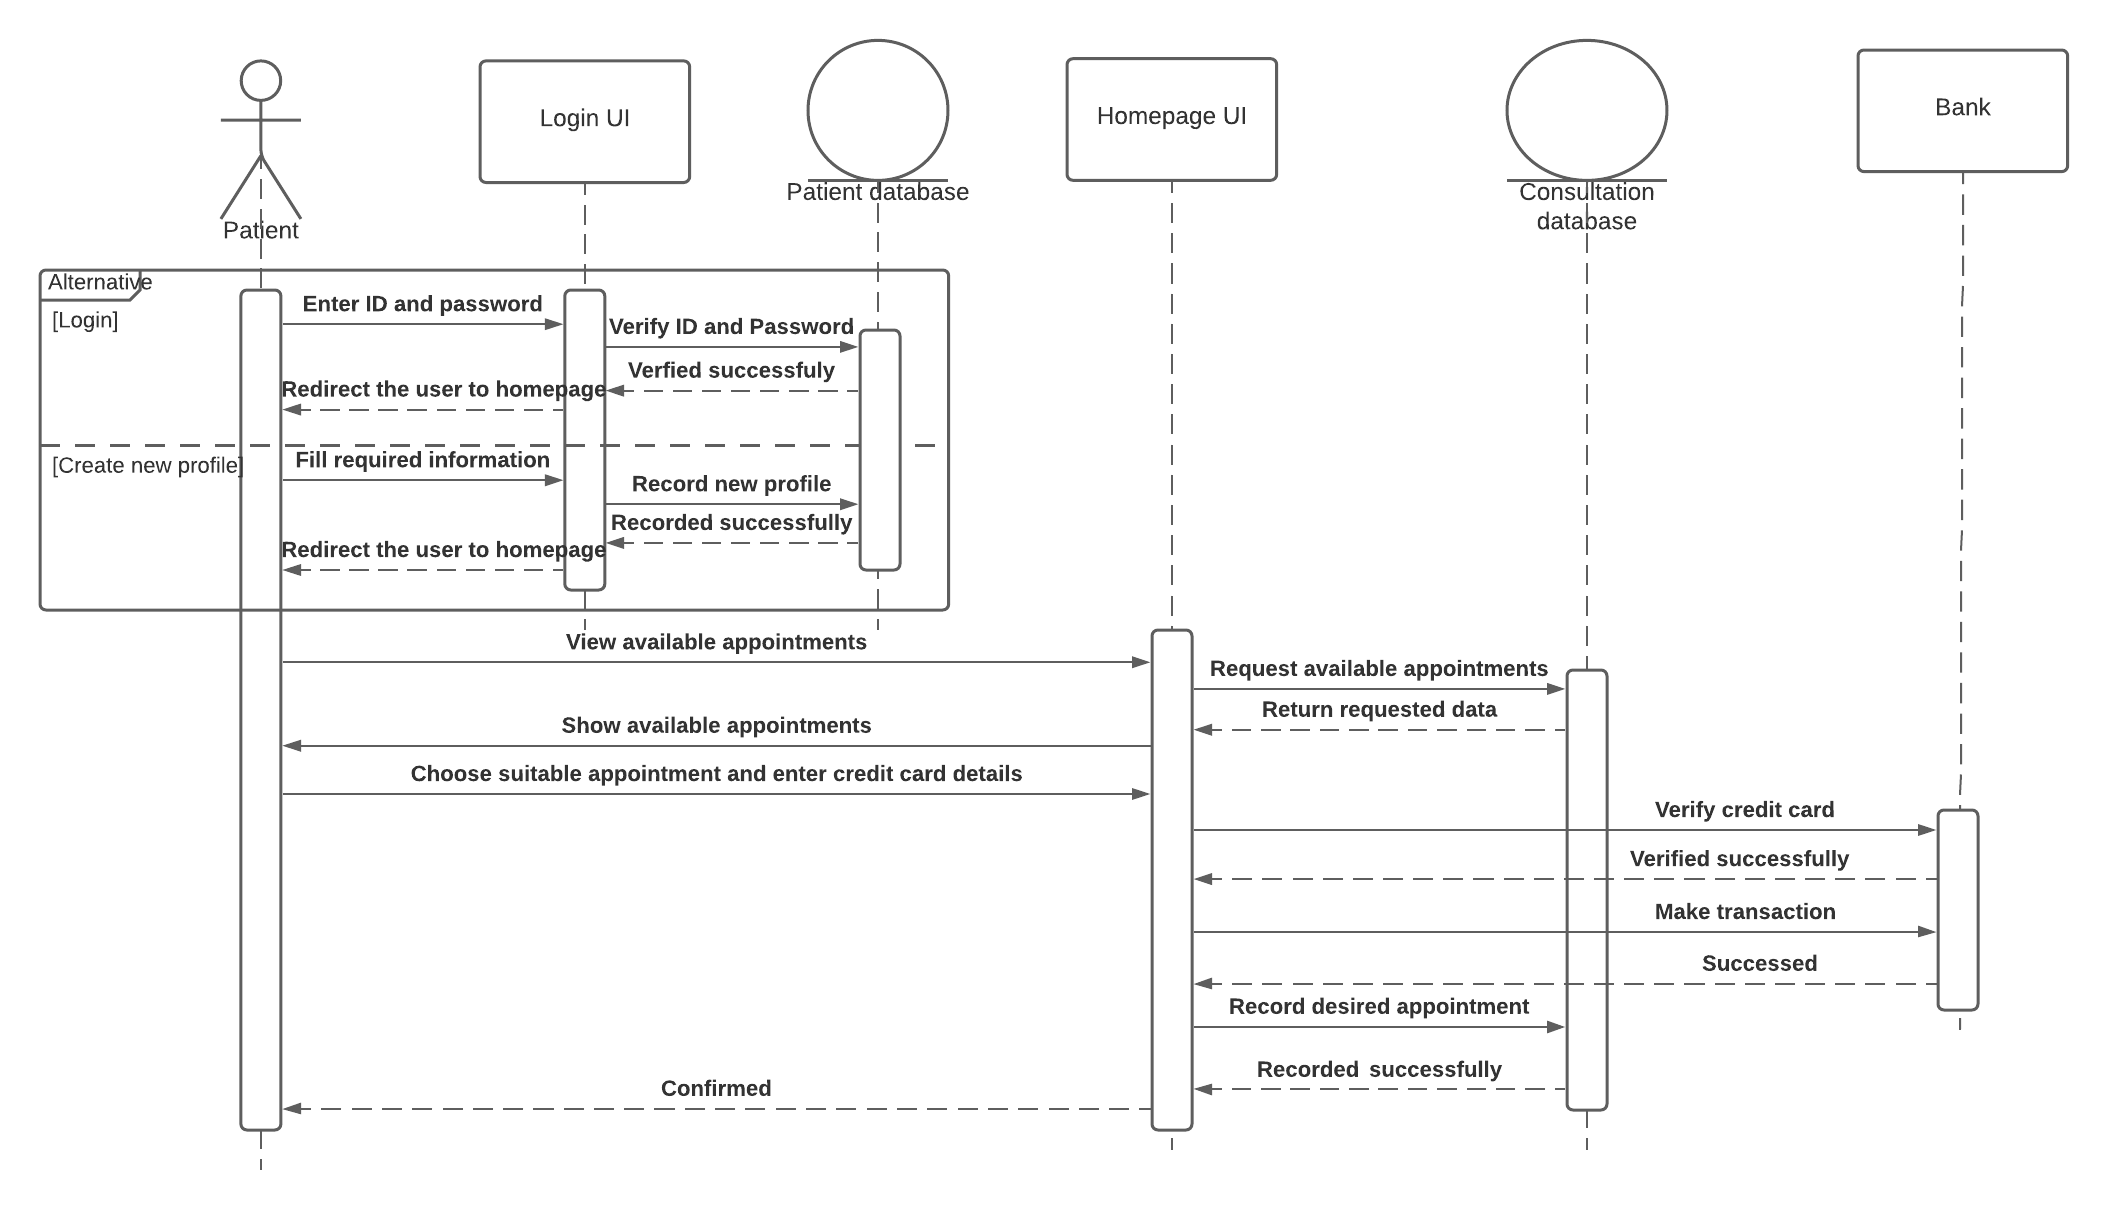 Login UI
Homepage UI
Bank
Patient database
Consultation
database
Patient
Alternative
[Login]
Enter ID and password
Verify ID and Password
Verfied successfuly
Redirect the user to homepage
[Create new profile]
Fill required information
Record new profile
Recorded successfully
Redirect the user to homepage
View available appointments
Request available appointments
Return requested data
Show available appointments
Choose suitable appointment and enter credit card details
Verify credit card
Verified successfully
Make transaction
Successed
Record desired appointment
Recorded successfully
Confirmed